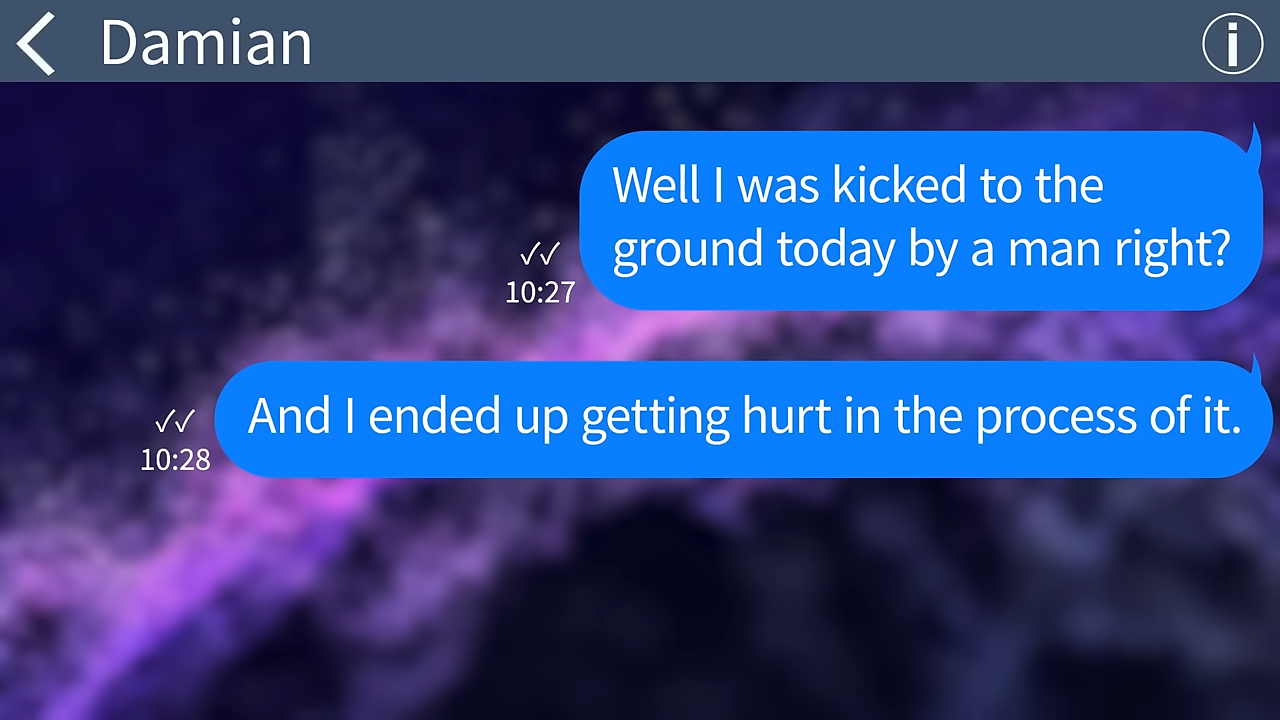 Damian
Well I was kicked to the
ground today by a man right?
✓✓
10:27
And I ended up getting hurt in the process of it.
✓✓
10:28